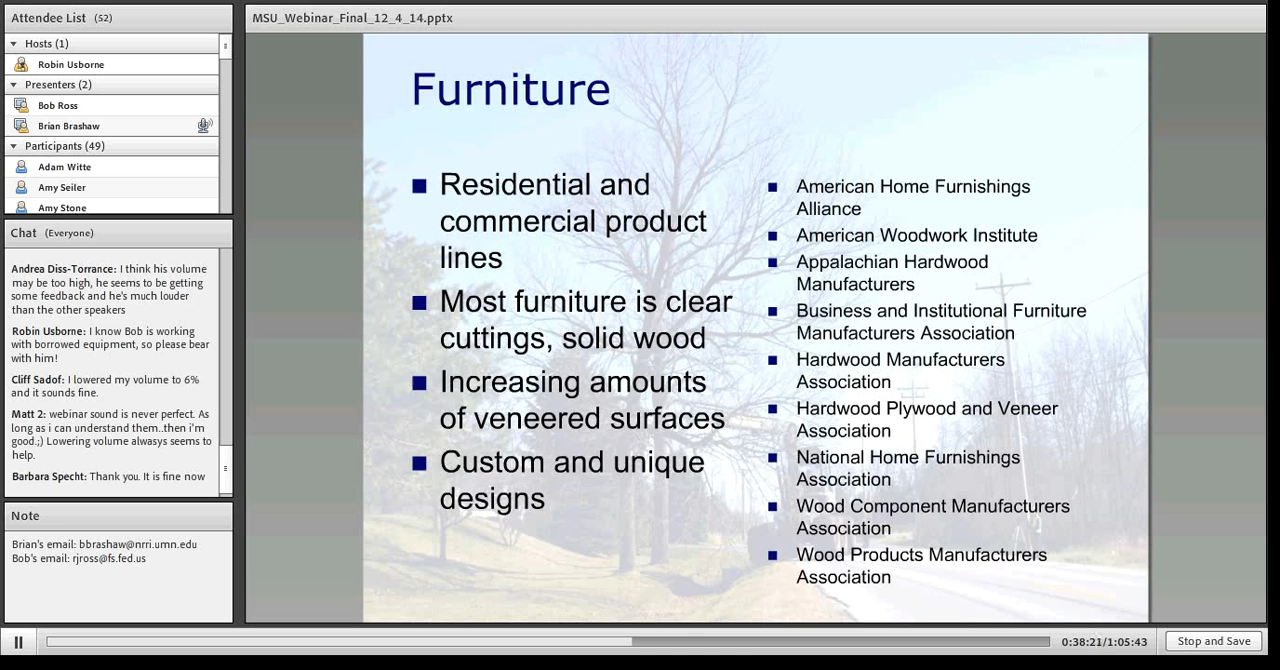 Attendee List (52)
Hosts (1)
Robin Usborne
Presenters (2)
Bob Ross
Brian Brashaw
Participants (49)
Adam Witte
Amy Seiler
Amy Stone
Chat (Everyone)
Andrea Diss-Torrance: I think his volume
may be too high, he seems to be getting
some feedback and he's much louder
than the other speakers
Robin Usborne: I know Bob is working
with borrowed equipment, so please bear
with him!
Cliff Sadof: I lowered my volume to 6%
and it sounds fine.
Matt 2: webinar sound is never perfect. As
long as i can understand them..then i'm
good.;) Lowering volume alwasys seems to
help.
Barbara Specht: Thank you. It is fine now
Note
Brian's email: bbrashaw@nrri.umn.edu
Bob's email: rjross@fs.fed.us
MSU_Webinar_Final_12_4_14.pptx
Furniture
Residential and
commercial product
lines
Most furniture is clear
cuttings, solid wood
Increasing amounts
of veneered surfaces
Custom and unique
designs
American Home Furnishings
Alliance
American Woodwork Institute
Appalachian Hardwood
Manufacturers
Business and Institutional Furniture
Manufacturers Association
Hardwood Manufacturers
Association
Hardwood Plywood and Veneer
Association
National Home Furnishings
Association
Wood Component Manufacturers
Association
Wood Products Manufacturers
Association
0:38:21/1:05:43
Stop and Save